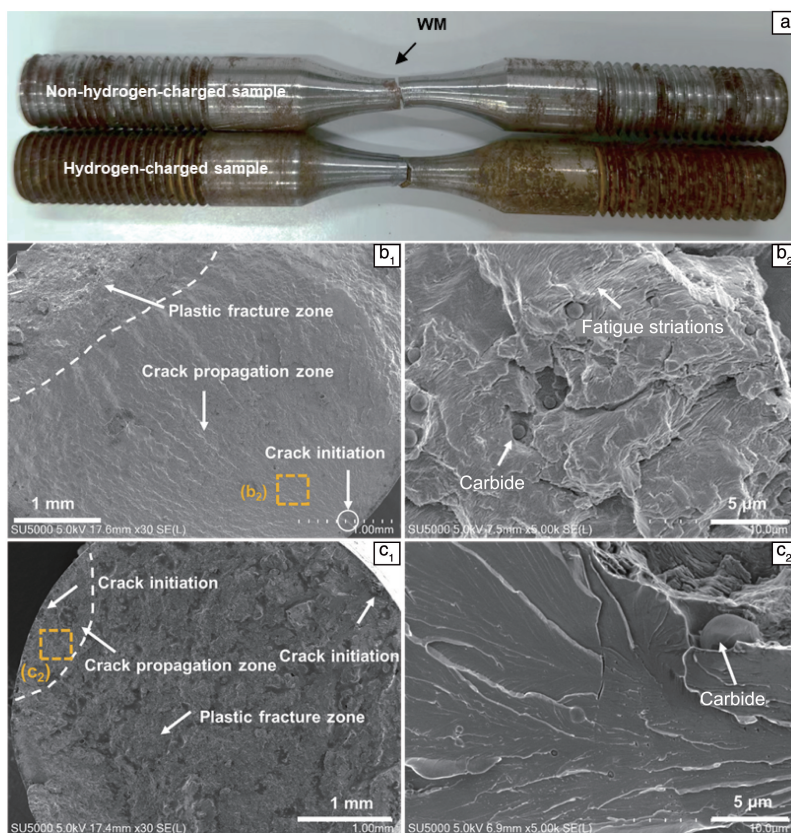 a
WM
Non-hydrogen-charged sample
Hydrogen-charged sample
b1
Plastic fracture zone
Crack propagation zone
Crack initiation
(b2)
1 mm
SU5000 5.0kV 17.6mm x30 SE(L)
1.00mm
b2
Fatigue striations
Carbide
5 μm
SU5000 5.0kV 7.5mm x5.00k SE(L)
10.0μm
c1
Crack initiation
Crack propagation zone
Crack initiation
(c2)
Plastic fracture zone
1 mm
SU5000 5.0kV 17.4mm x30 SE(L)
1.00mm
c2
Carbide
5 μm
SU5000 5.0kV 6.9mm x5.00k SE(L)
10.0μm